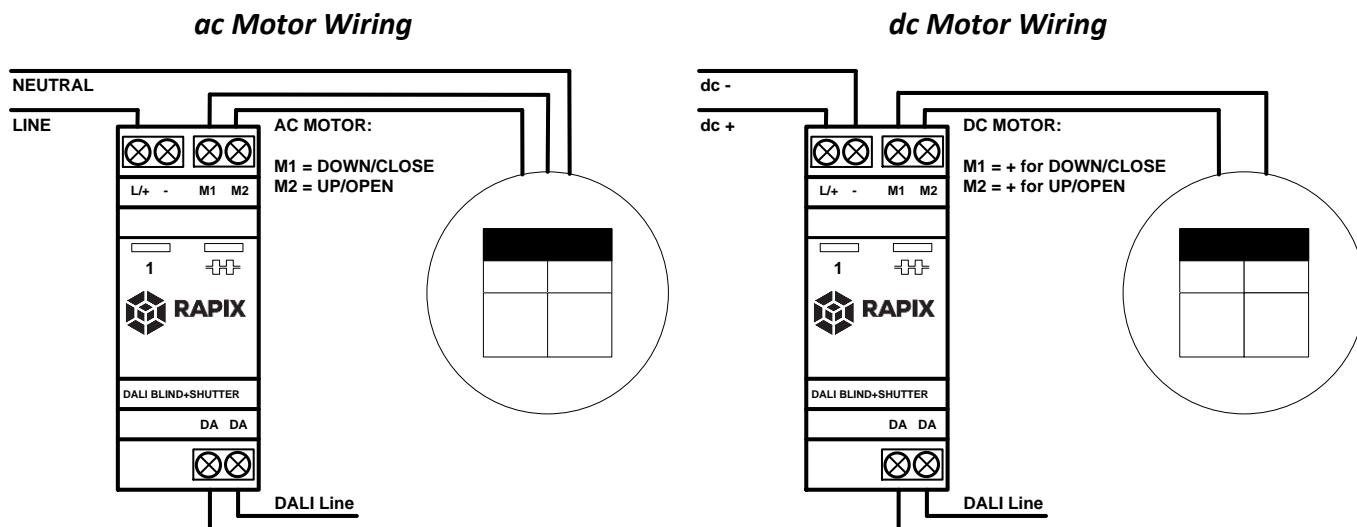 ac Motor Wiring
NEUTRAL
LINE
AC MOTOR:
M1 = DOWN/CLOSE
M2 = UP/OPEN
L/+ - M1 M2
1
RAPIX
DALI BLIND+SHUTTER
DA DA
DALI Line
dc Motor Wiring
dc -
dc +
DC MOTOR:
M1 = + for DOWN/CLOSE
M2 = + for UP/OPEN
L/+ - M1 M2
1
RAPIX
DALI BLIND+SHUTTER
DA DA
DALI Line